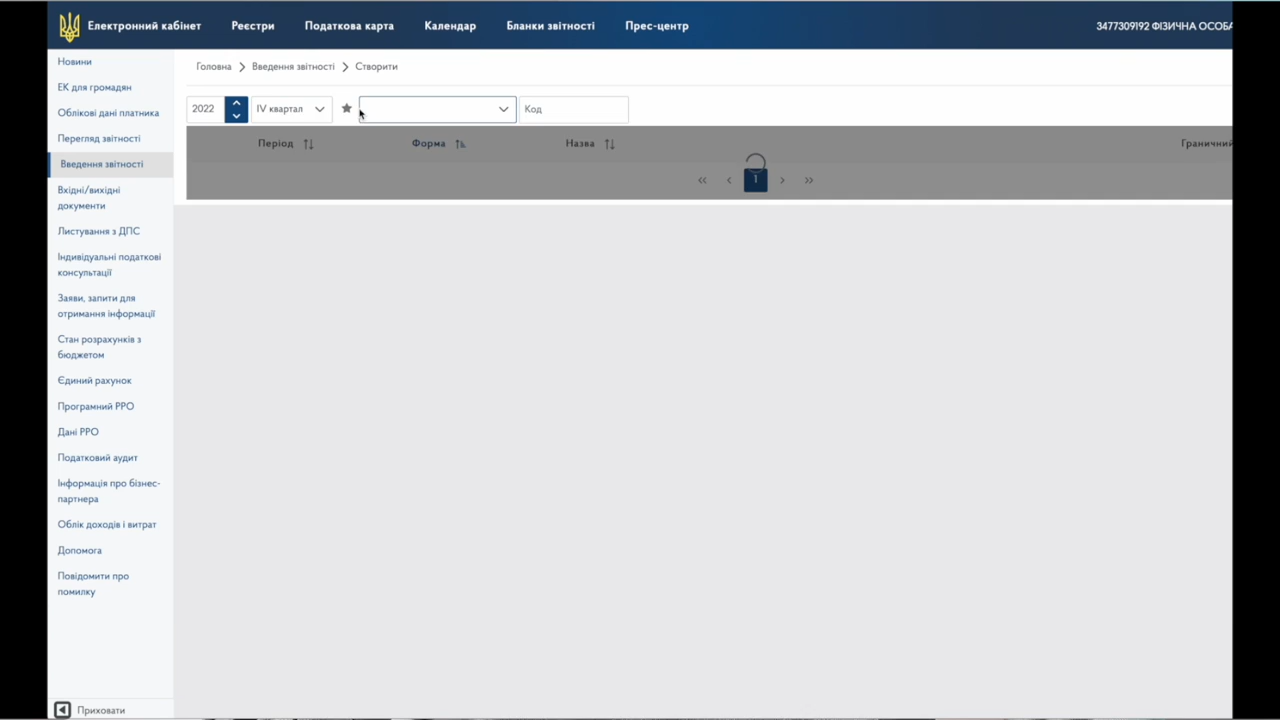 Електронний кабінет
Реєстри
Податкова карта
Календар
Бланки звітності
Прес-центр
3477309192 ФІЗИЧНА ОСОБА
Новини
ЕК для громадян
Облікові дані платника
Перегляд звітності
Введення звітності
Вхідні/вихідні
документи
Листування з ДПС
Індивідуальні податкові
консультації
Заяви, запити для
отримання інформації
Стан розрахунків з
бюджетом
Єдиний рахунок
Програмний РРО
Дані РРО
Податковий аудит
Інформація про бізнес-
партнера
Облік доходів і витрат
Допомога
Повідомити про
помилку
Приховати
Головна > Введення звітності > Створити
2022
IV квартал
Код
Період
Форма
Назва
Граничний
« ‹ 1 › »